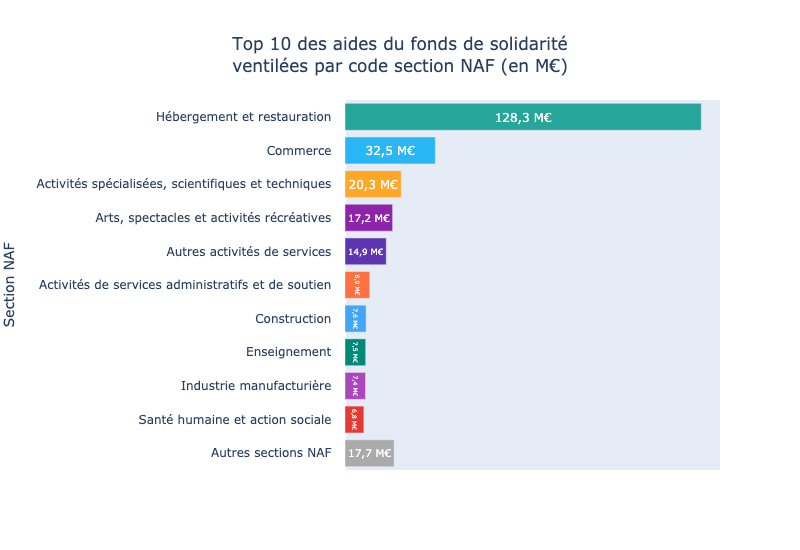 Top 10 des aides du fonds de solidarité
ventilées par code section NAF (en M€)
Section NAF
Hébergement et restauration 128,3 M€
Commerce 32,5 M€
Activités spécialisées, scientifiques et techniques 20,3 M€
Arts, spectacles et activités récréatives 17,2 M€
Autres activités de services 14,9 M€
Activités de services administratifs et de soutien 8,9 M€
Construction 7,6 M€
Enseignement 7,5 M€
Industrie manufacturière 7,4 M€
Santé humaine et action sociale 6,8 M€
Autres sections NAF 17,7 M€